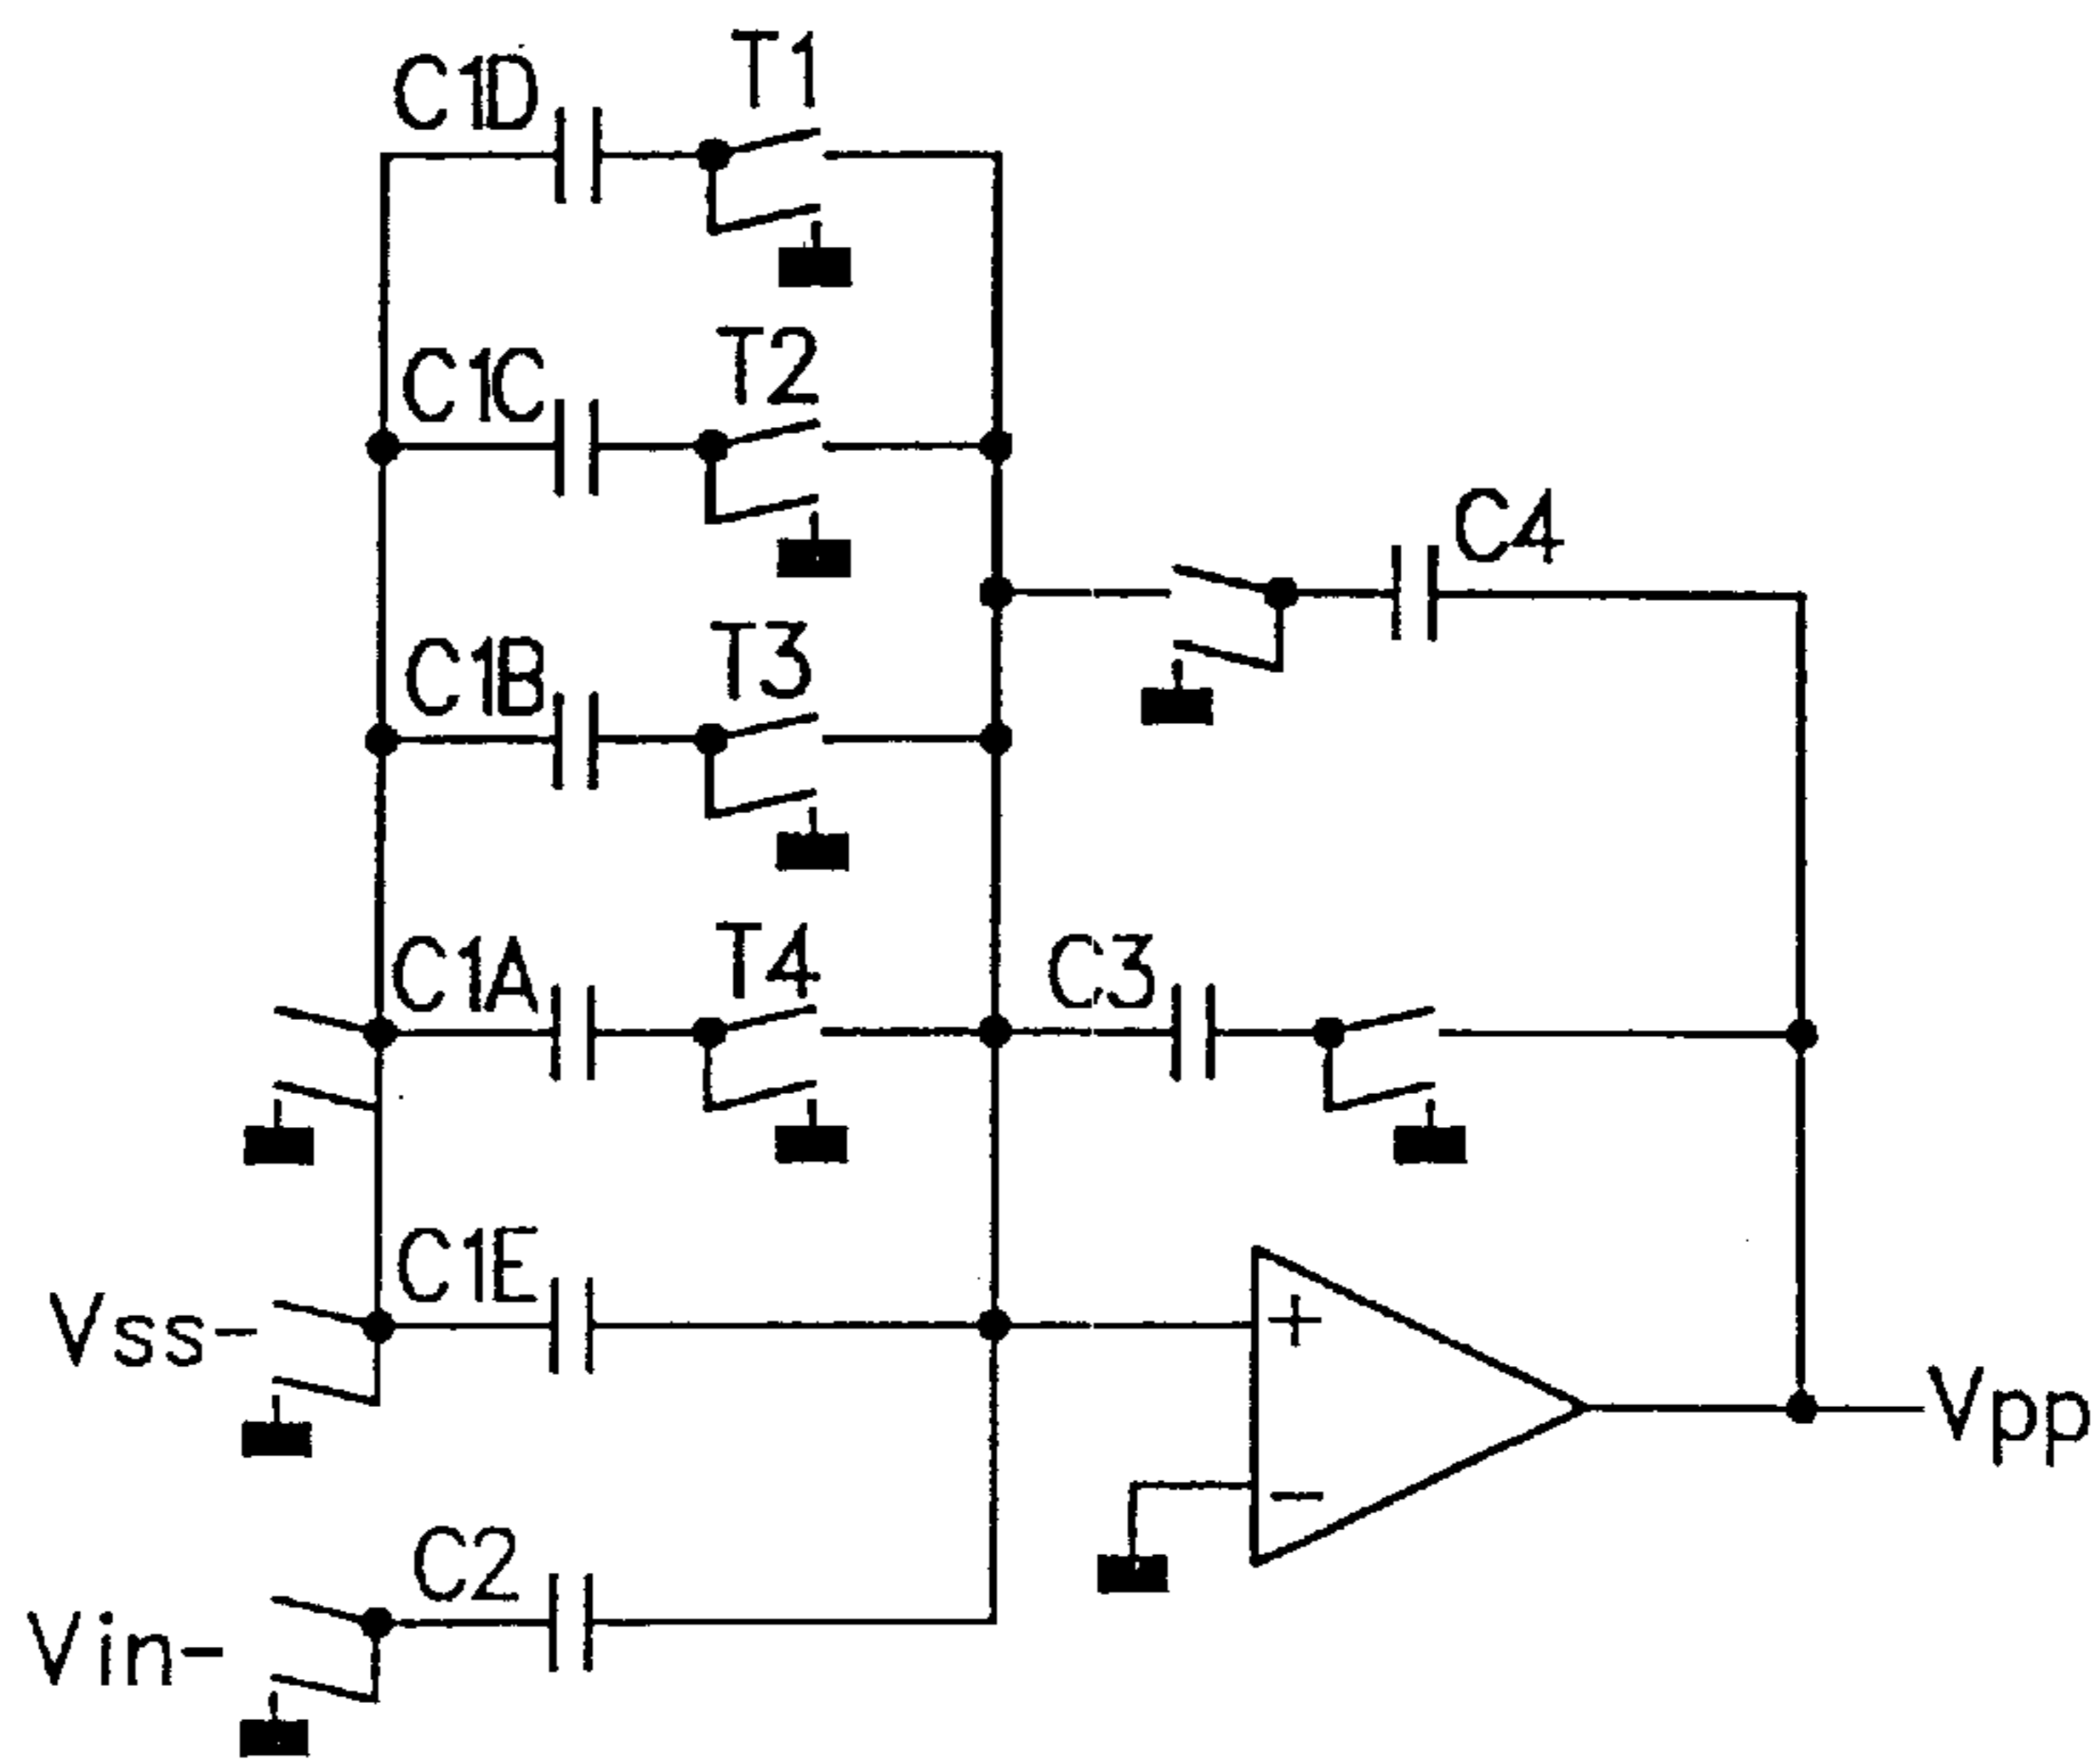 C1D
T1
C1C
T2
C4
C1B
T3
C1A
T4
C3
C1E
Vss-
+
Vpp
-
C2
Vin-